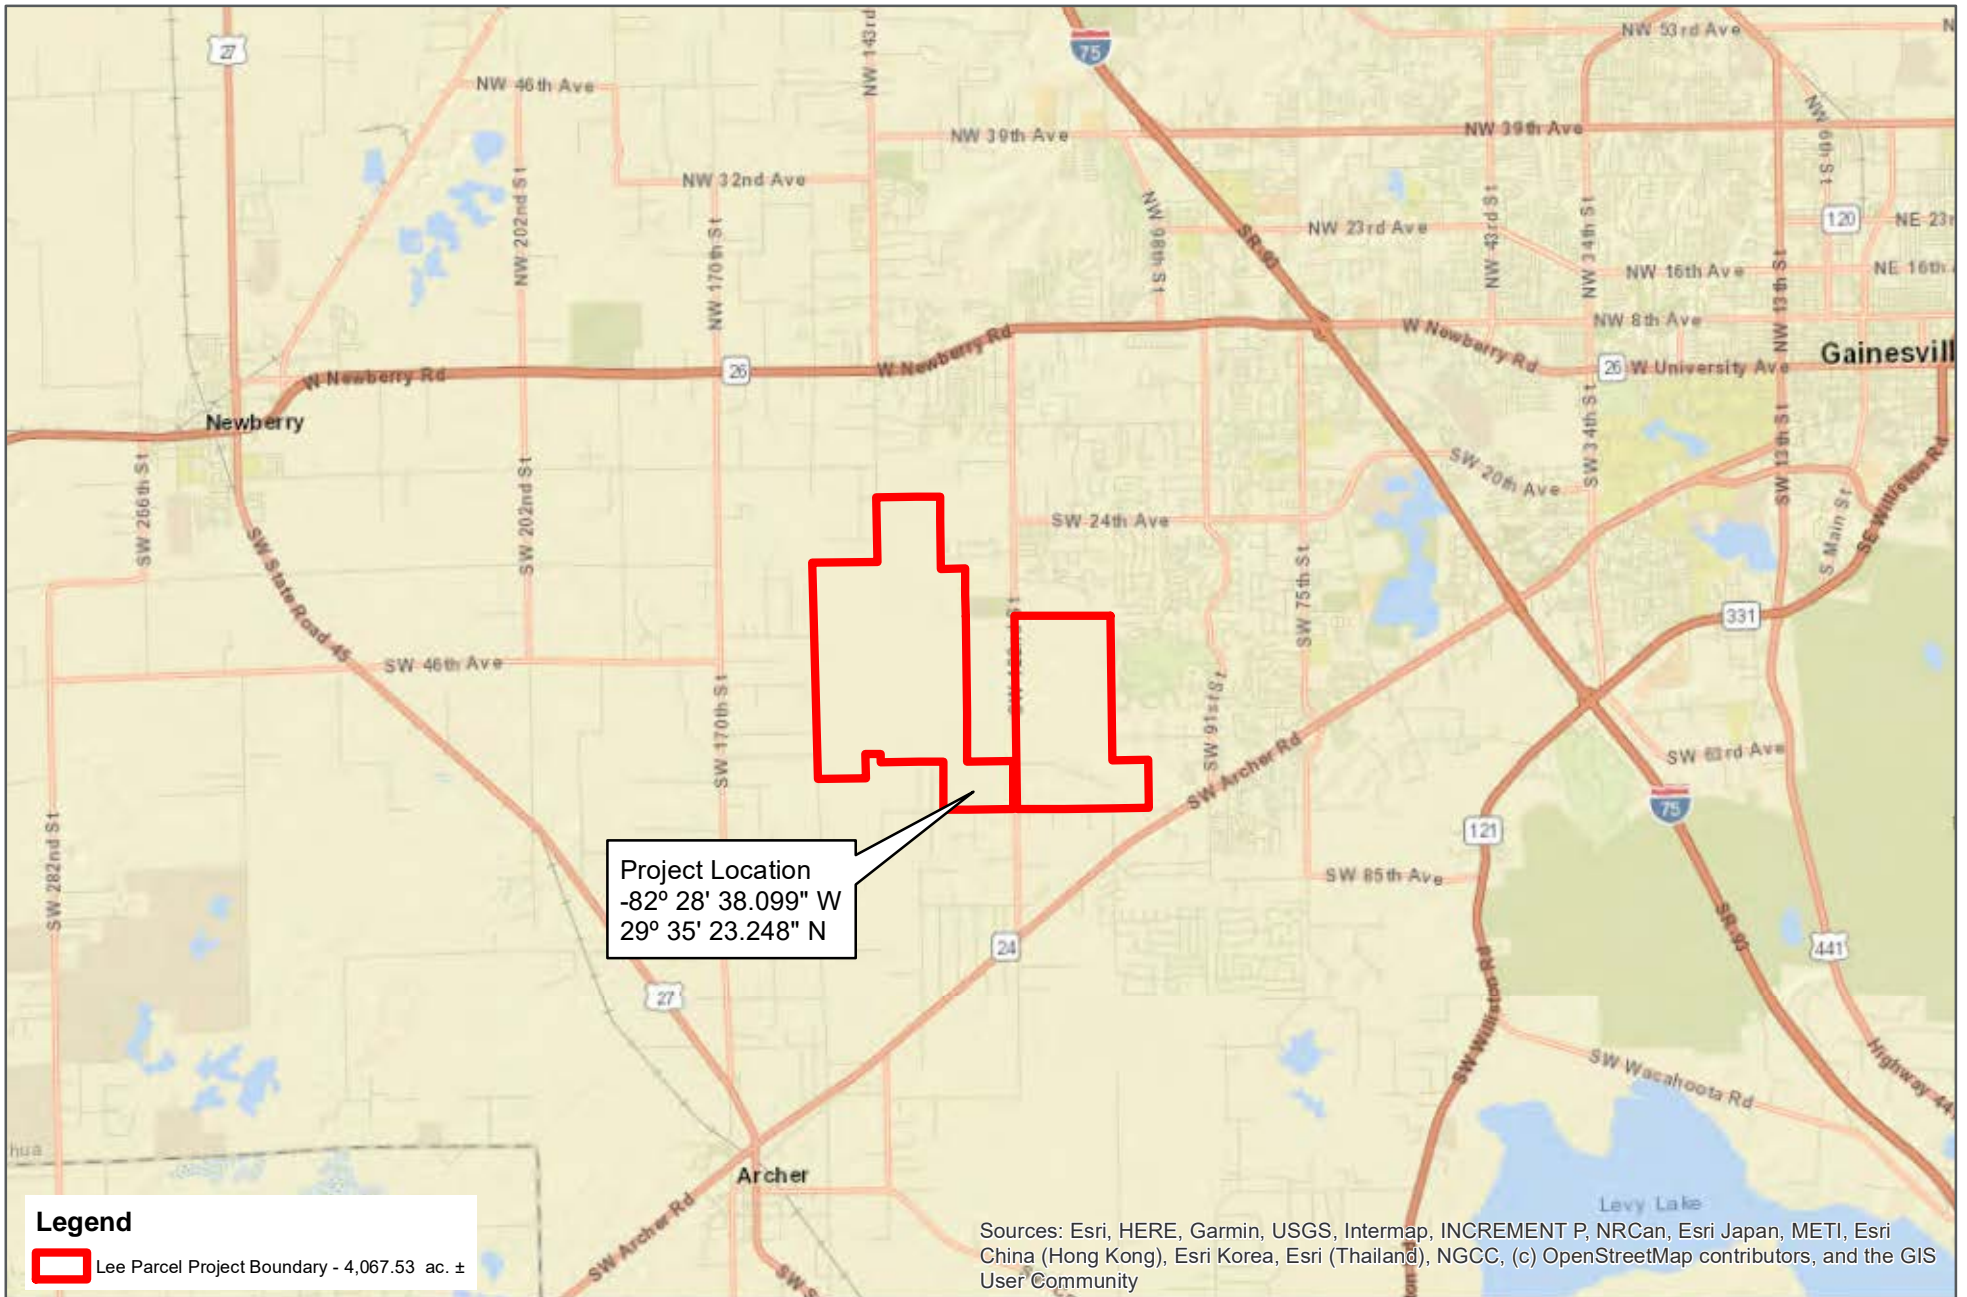 27
NW 46th Ave
NW 143rd
75
NW 53rd Ave
NW 39th Ave
NW 39th Ave
NW 6th St
NW 32nd Ave
NW 202nd St
NW 170th St
NW 98th St
SR-93
NW 23rd Ave
NW 43rd St
NW 34th St
120
NE 23r
NW 16th Ave
NE 16th
NW 13th St
NW 8th Ave
W Newberry Rd
26
W Newberry Rd
W Newberry Rd
26
W University Ave
Gainesvill
Newberry
SW 266th St
SW 202nd St
SW State Road 45
SW 46th Ave
SW 170th St
SW 24th Ave
SW 75th St
SW 91st St
SW 20th Ave
SW 34th St
SW 13th St
S Main St
SE Williston Rd
331
SW Archer Rd
SW 63rd Ave
75
121
SW 85th Ave
SW 282nd St
Project Location
-82º 28' 38.099" W
29º 35' 23.248" N
24
27
SR-93
441
Highway 44
SW Williston Rd
SW Wacahoota Rd
hua
Archer
SW Archer Rd
SW S
Levy Lake
Legend
Lee Parcel Project Boundary - 4,067.53 ac. ±
Sources: Esri, HERE, Garmin, USGS, Intermap, INCREMENT P, NRCan, Esri Japan, METI, Esri
China (Hong Kong), Esri Korea, Esri (Thailand), NGCC, (c) OpenStreetMap contributors, and the GIS
User Community